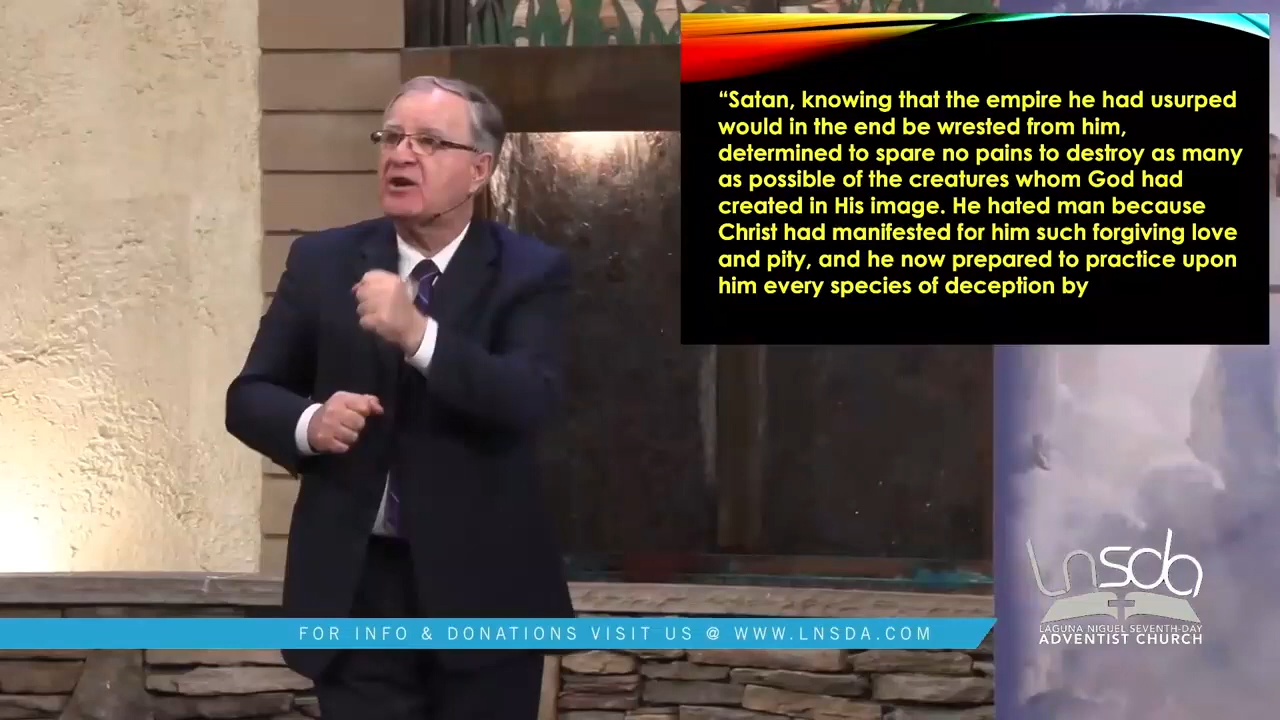 “Satan, knowing that the empire he had usurped
would in the end be wrested from him,
determined to spare no pains to destroy as many
as possible of the creatures whom God had
created in His image. He hated man because
Christ had manifested for him such forgiving love
and pity, and he now prepared to practice upon
him every species of deception by
FOR INFO & DONATIONS VISIT US @ WWW.LNSDA.COM
LnSDA
LAGUNA NIGUEL SEVENTH-DAY
ADVENTIST CHURCH